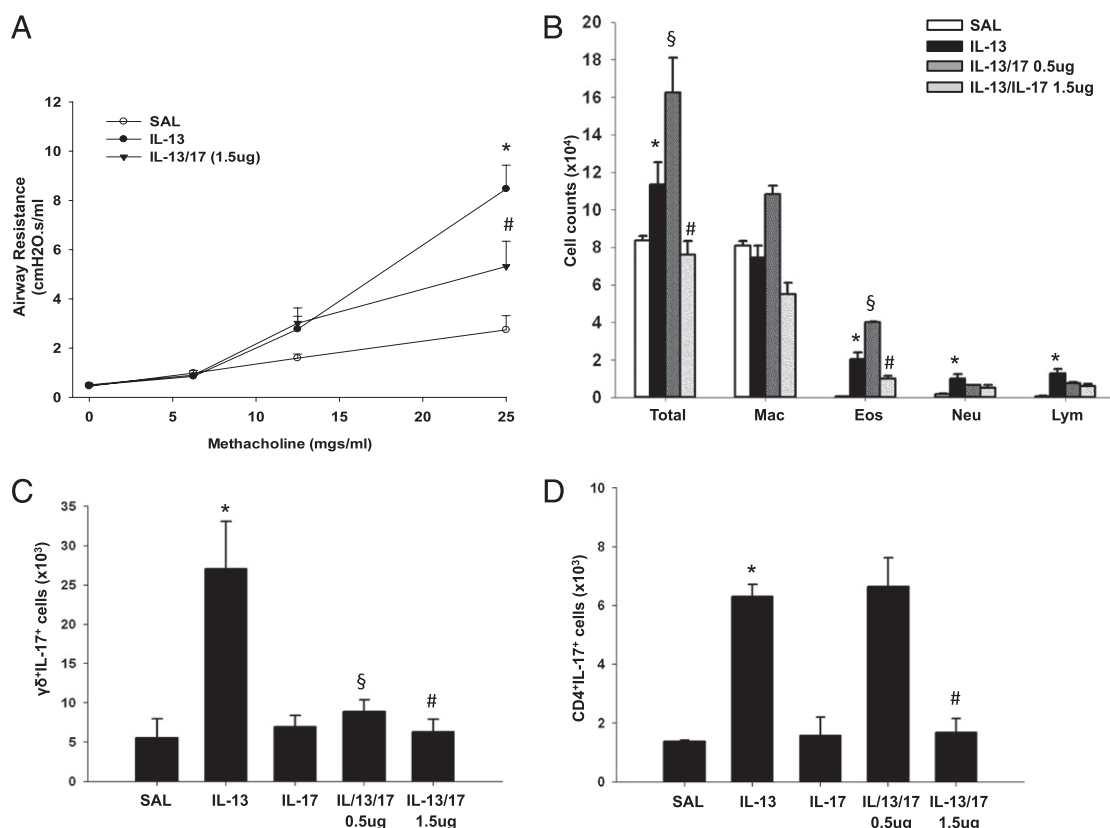 A
12
10
8
6
4
2
0
Airway Resistance
(cmH2O.s/ml
SAL
IL-13
IL-13/17 (1.5ug)
*
#
0
5
10
15
20
25
Methacholine (mgs/ml)
B
20
18
16
14
12
10
8
6
4
2
0
Cell counts (x10⁴)
SAL
IL-13
IL-13/17 0.5ug
IL-13/IL-17 1.5ug
* § #
* § #
*
*
Total Mac Eos Neu Lym
C
35
30
25
20
15
10
5
0
γδ⁺IL-17⁺ cells (x10³)
*
§
#
SAL IL-13 IL-17 IL/13/17 IL-13/17
0.5ug 1.5ug
D
10
8
6
4
2
0
CD4⁺IL-17⁺ cells (x10³)
*
#
SAL IL-13 IL-17 IL/13/17 IL-13/17
0.5ug 1.5ug